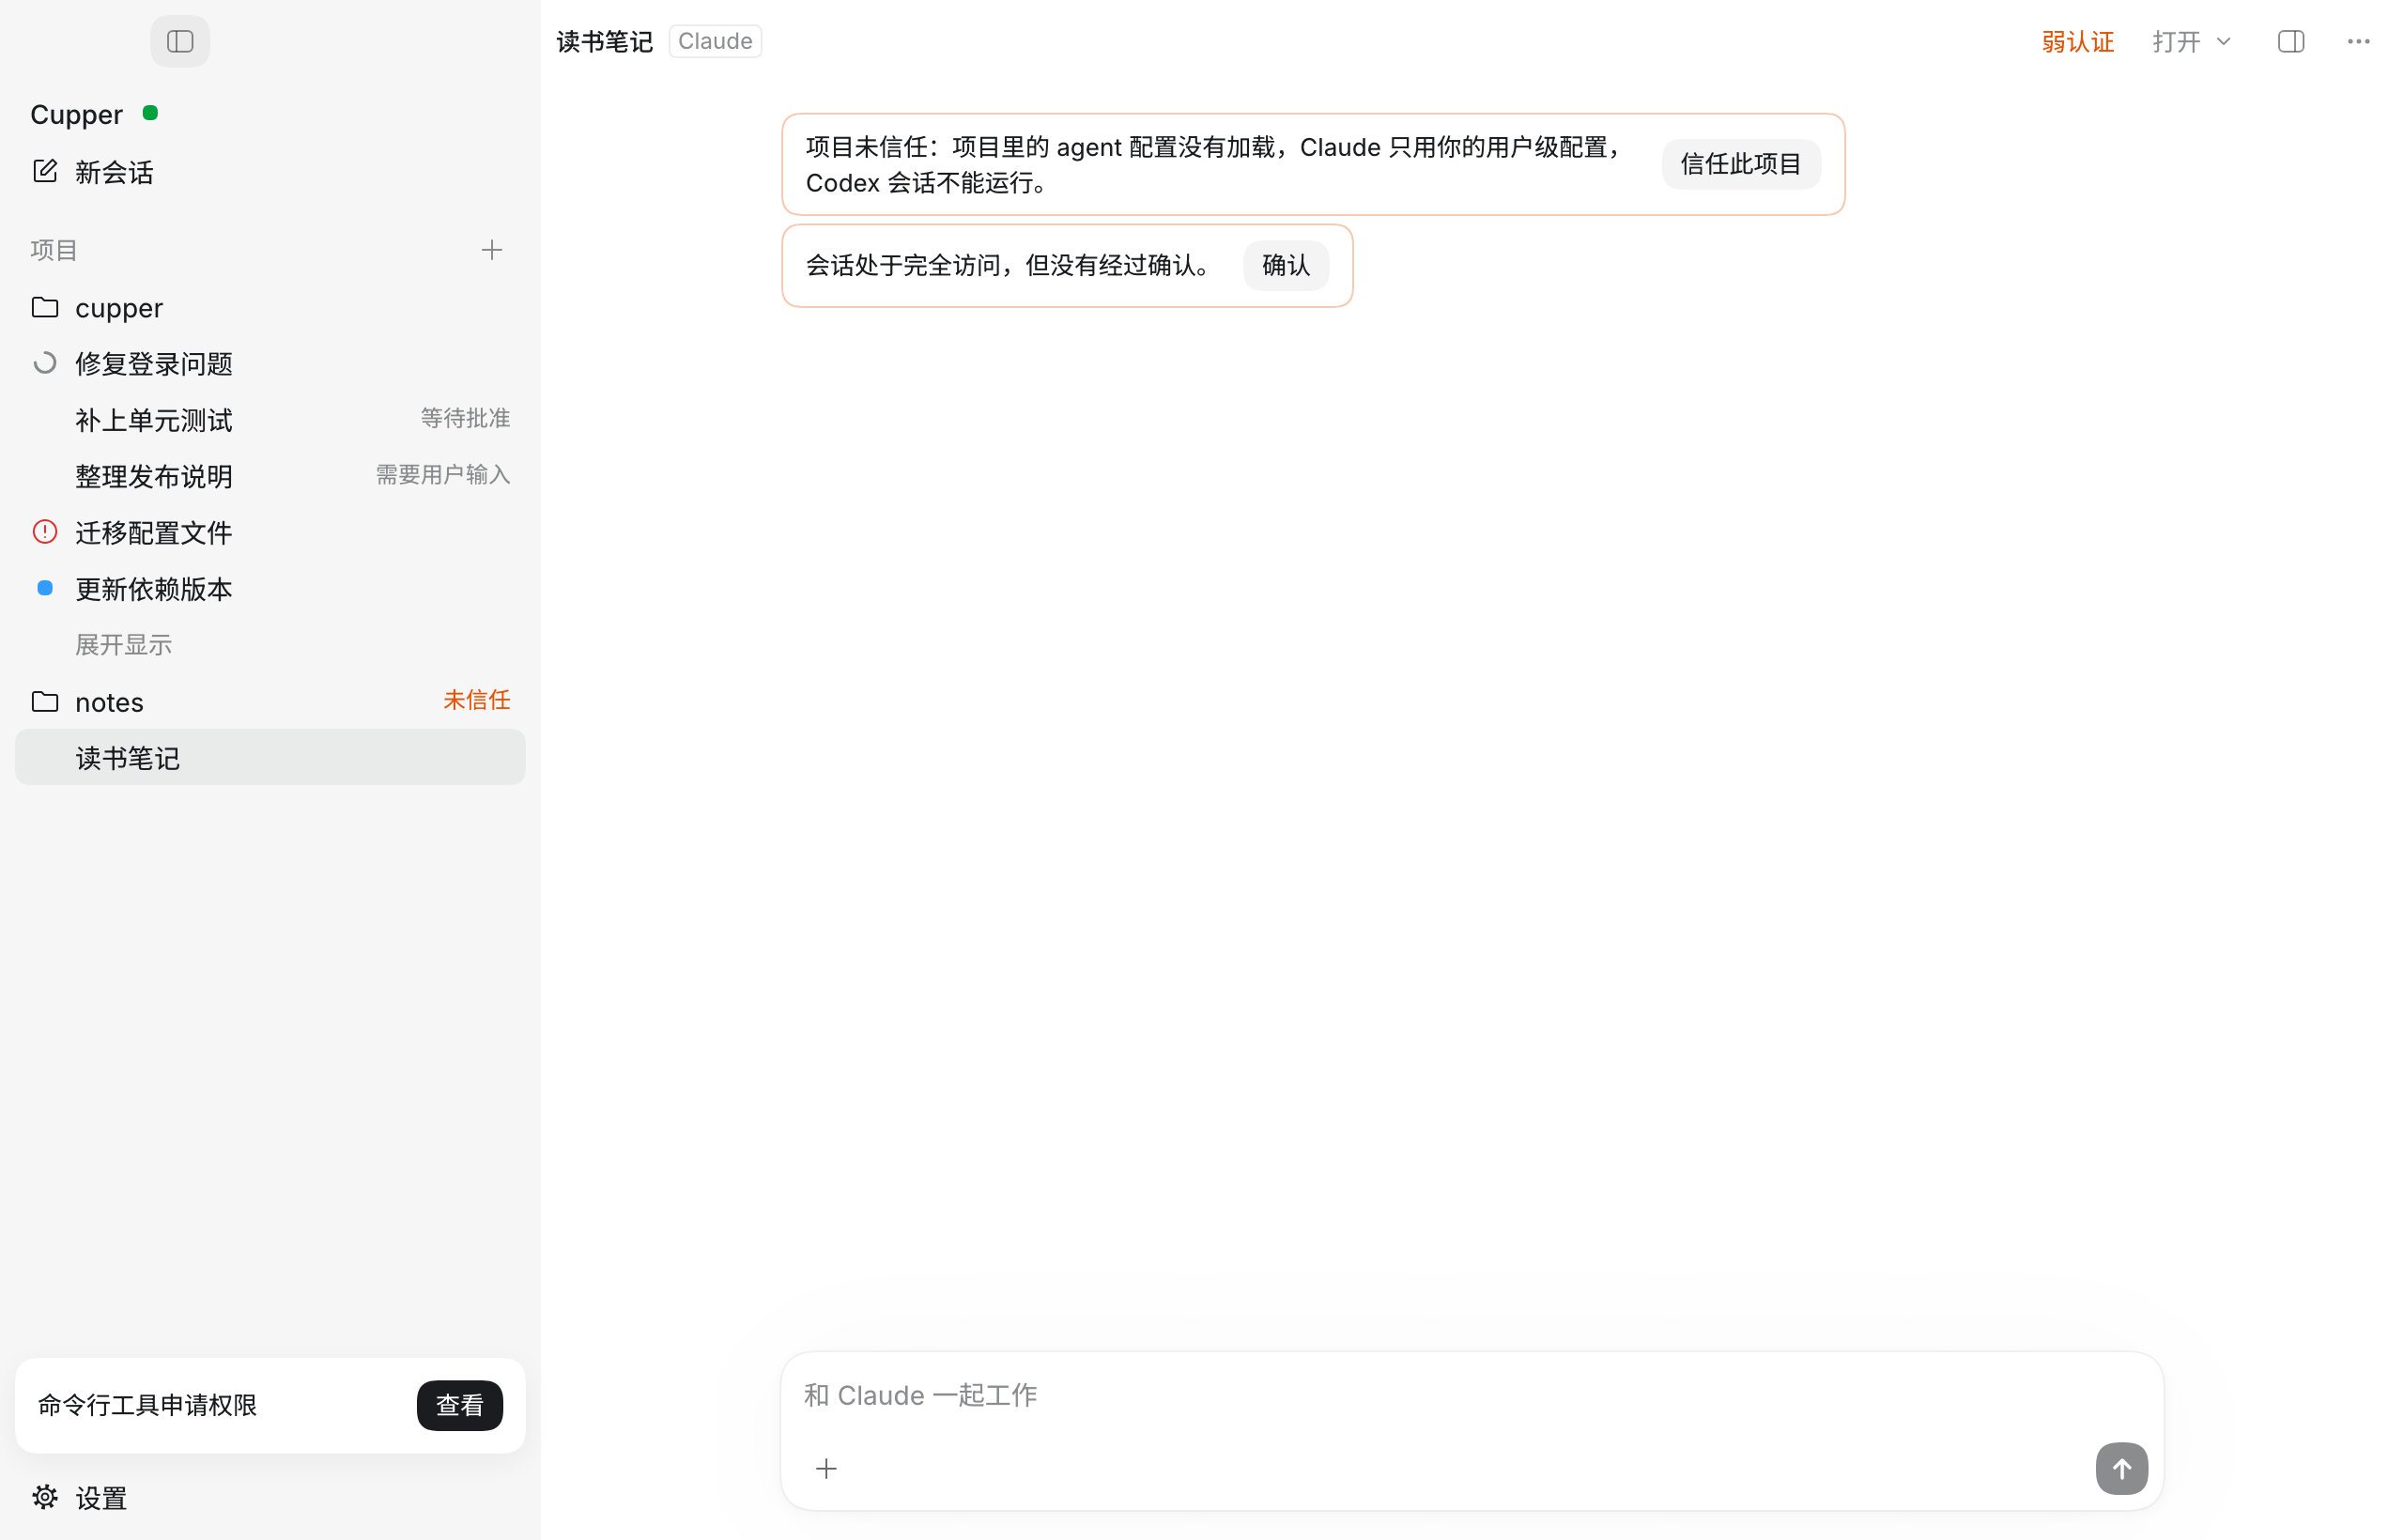 Cupper
新会话
项目
cupper
修复登录问题
补上单元测试 等待批准
整理发布说明 需要用户输入
迁移配置文件
更新依赖版本
展开显示
notes 未信任
读书笔记
命令行工具申请权限 查看
设置
读书笔记 Claude 弱认证 打开
项目未信任：项目里的 agent 配置没有加载，Claude 只用你的用户级配置，
Codex 会话不能运行。
信任此项目
会话处于完全访问，但没有经过确认。 确认
和 Claude 一起工作